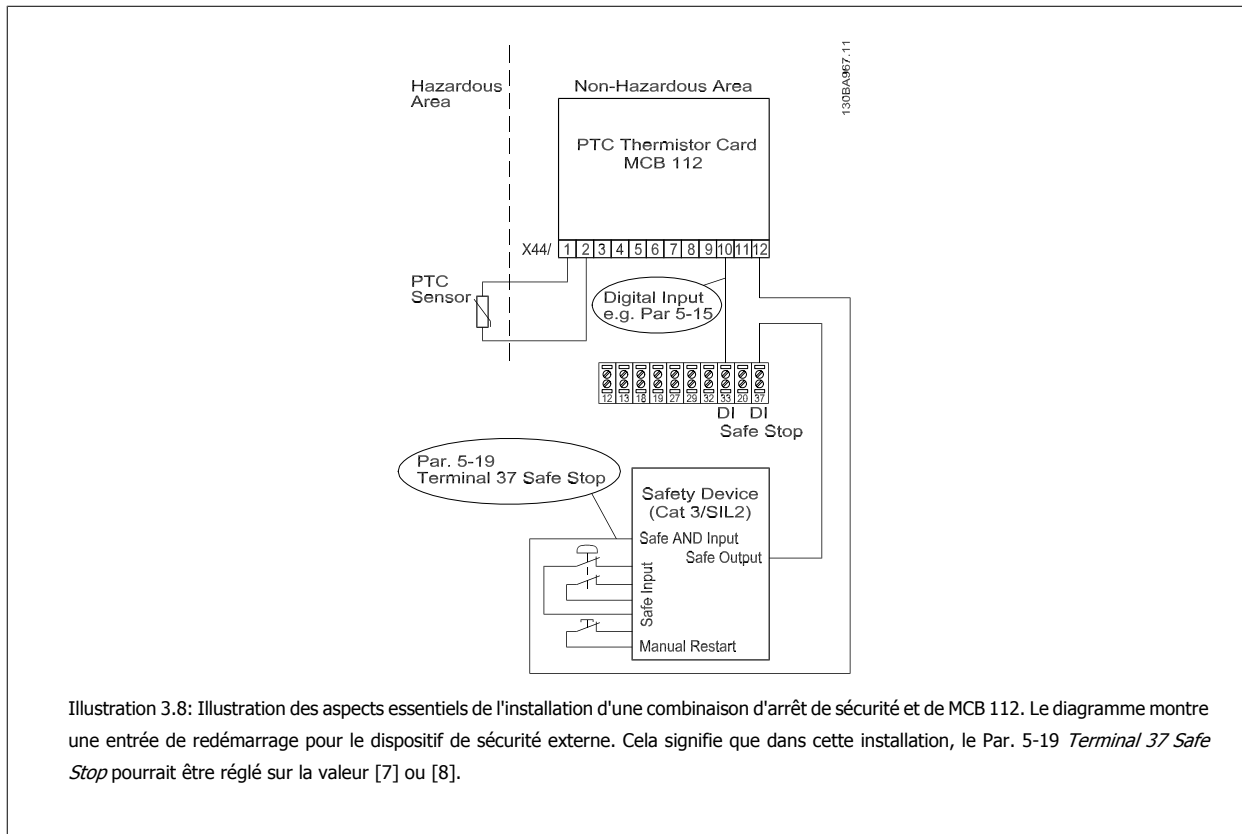 130BA967.11
Hazardous
Area
Non-Hazardous Area
PTC Thermistor Card
MCB 112
X44/ 1 2 3 4 5 6 7 8 9 10 11 12
PTC
Sensor
Digital Input
e.g. Par 5-15
12 13 18 19 27 29 32 33 20 37
DI DI
Safe Stop
Par. 5-19
Terminal 37 Safe Stop
Safety Device
(Cat 3/SIL2)
Safe AND Input
Safe Output
Safe Input
Manual Restart
Illustration 3.8: Illustration des aspects essentiels de l'installation d'une combinaison d'arrêt de sécurité et de MCB 112. Le diagramme montre
une entrée de redémarrage pour le dispositif de sécurité externe. Cela signifie que dans cette installation, le Par. 5-19 Terminal 37 Safe
Stop pourrait être réglé sur la valeur [7] ou [8].